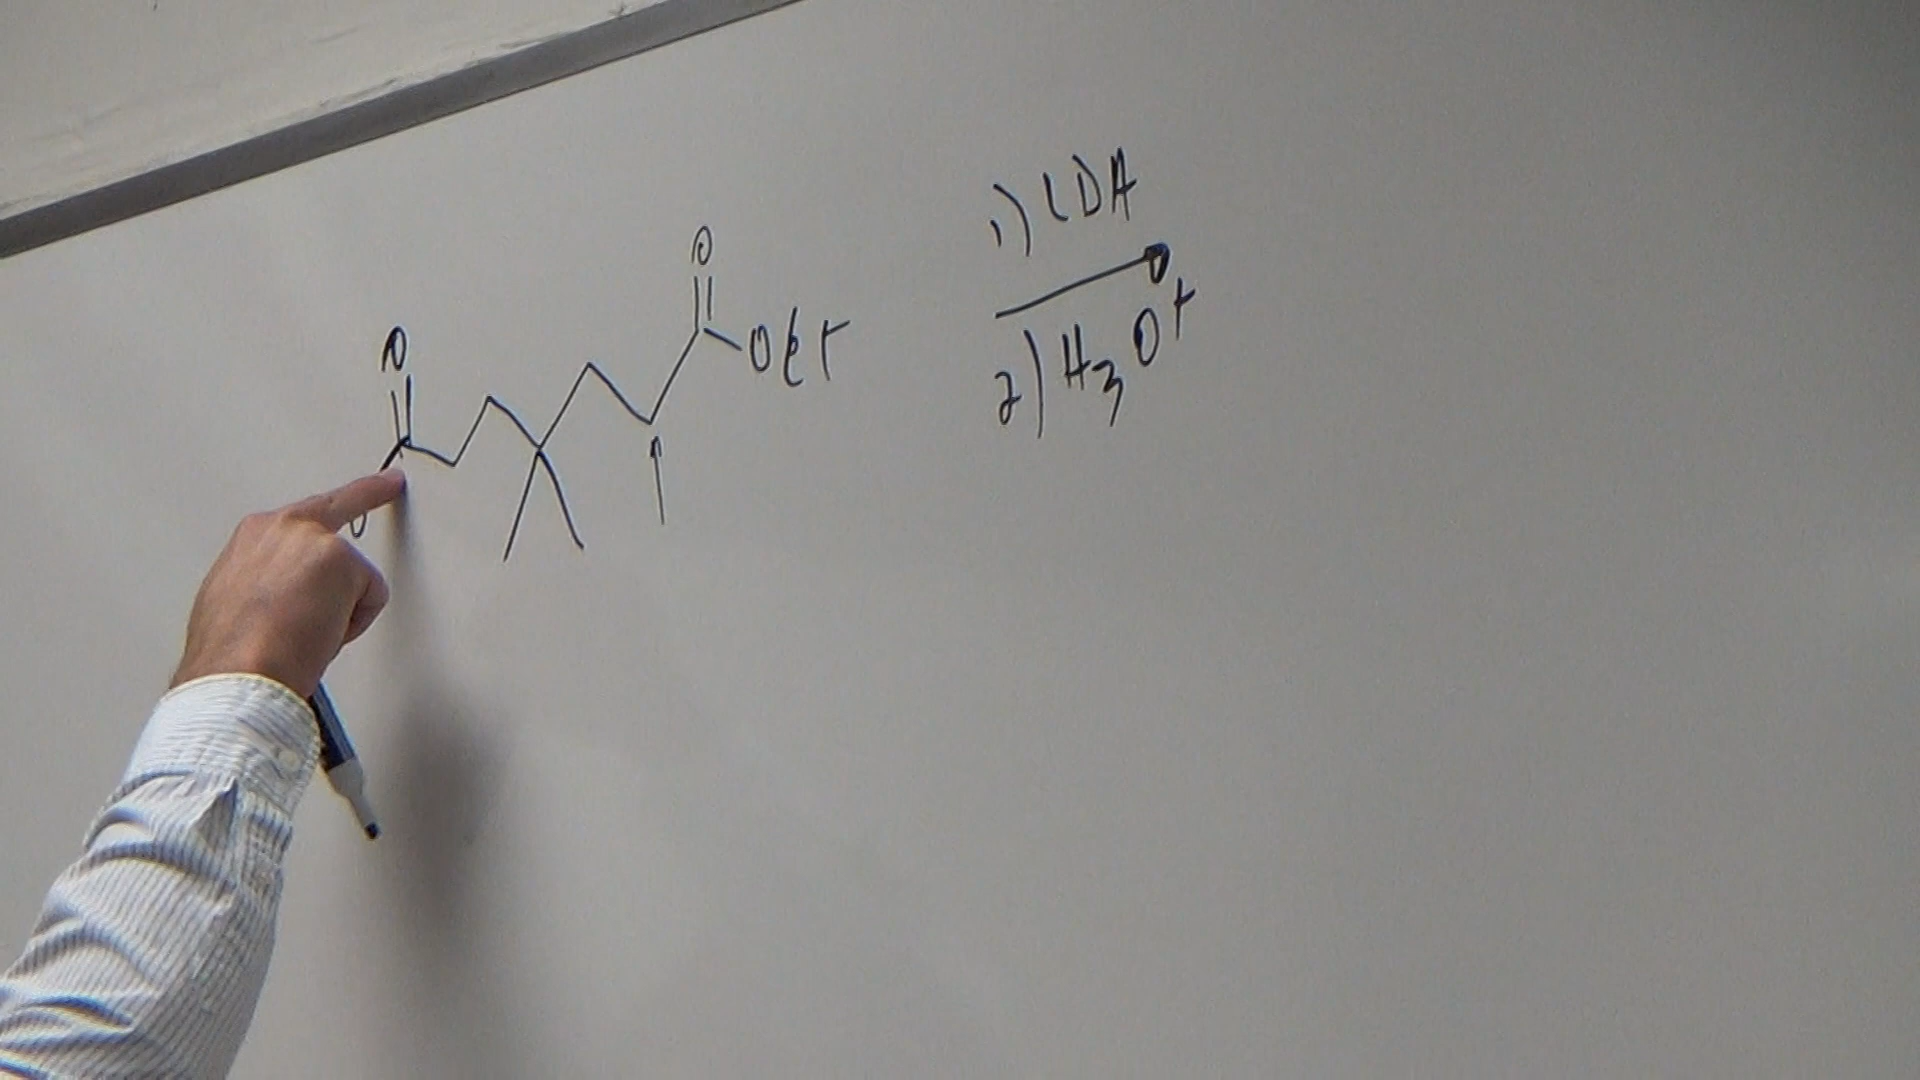 1) LDA
O
O
OEt
2) H3O+
O